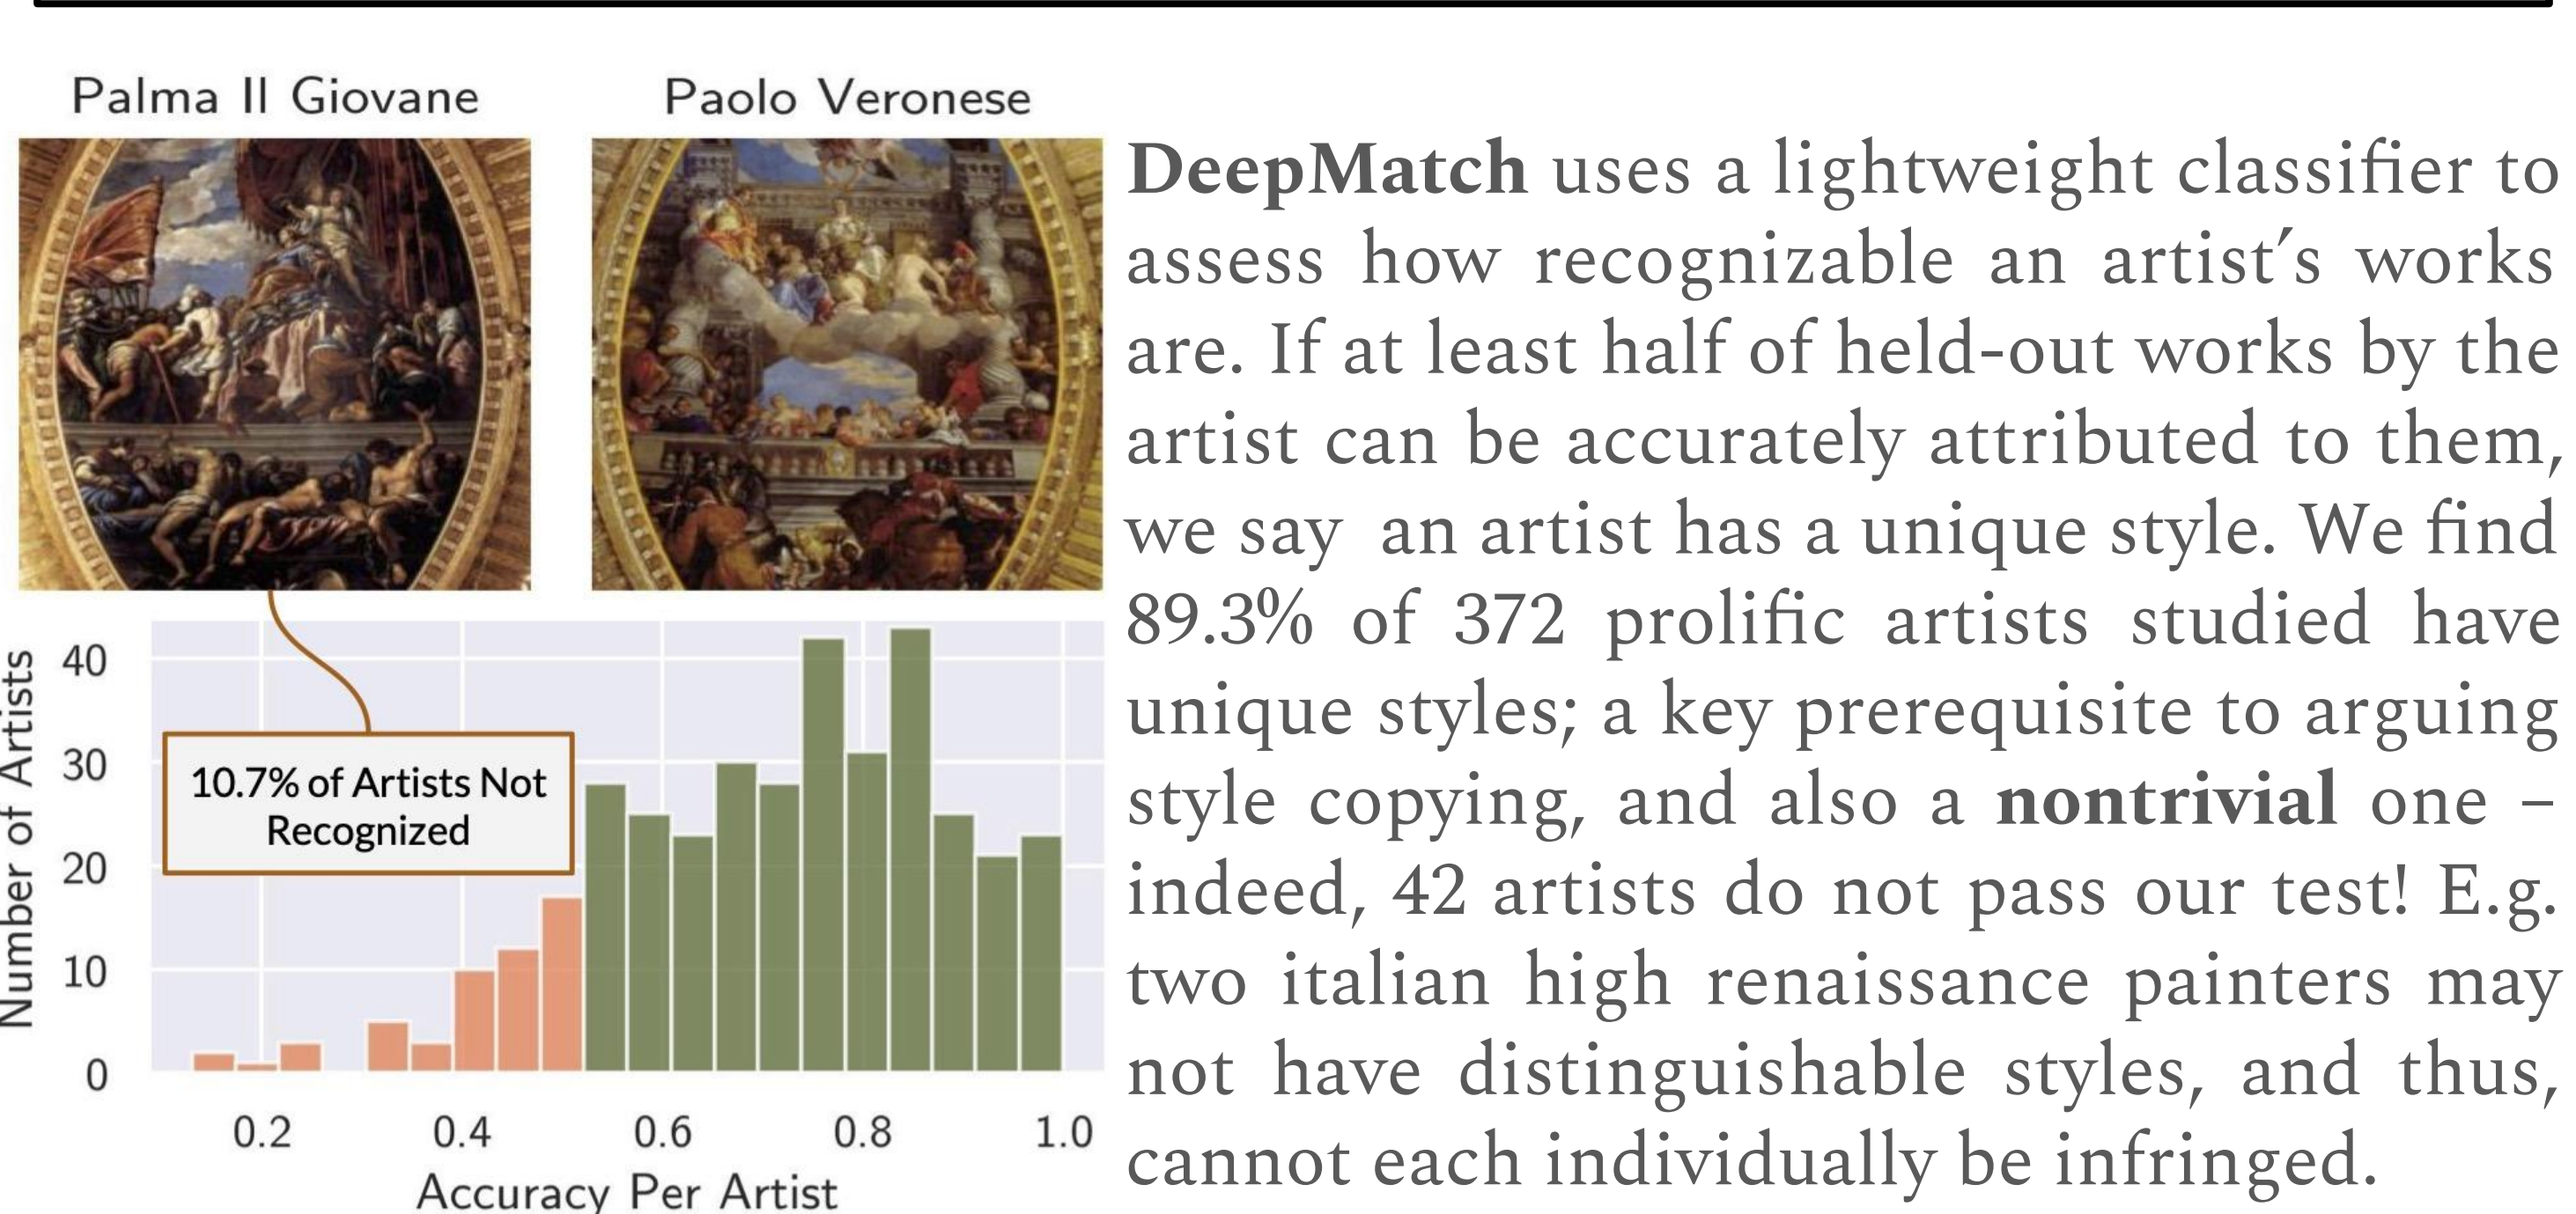 Palma Il Giovane
Paolo Veronese
40
30
20
10
0
Number of Artists
10.7% of Artists Not
Recognized
0.2 0.4 0.6 0.8 1.0
Accuracy Per Artist
DeepMatch uses a lightweight classifier to
assess how recognizable an artist′s works
are. If at least half of held-out works by the
artist can be accurately attributed to them,
we say an artist has a unique style. We find
89.3% of 372 prolific artists studied have
unique styles; a key prerequisite to arguing
style copying, and also a nontrivial one –
indeed, 42 artists do not pass our test! E.g.
two italian high renaissance painters may
not have distinguishable styles, and thus,
cannot each individually be infringed.